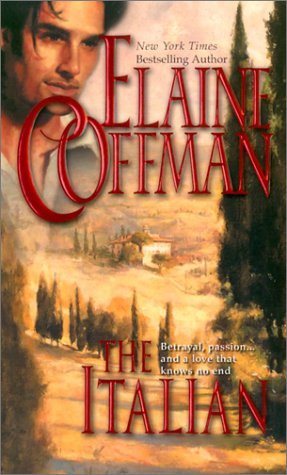 New York Times
Bestselling Author
ELAINE
COFFMAN
Betrayal, passion...
and a love that
knows no end
THE
ITALIAN